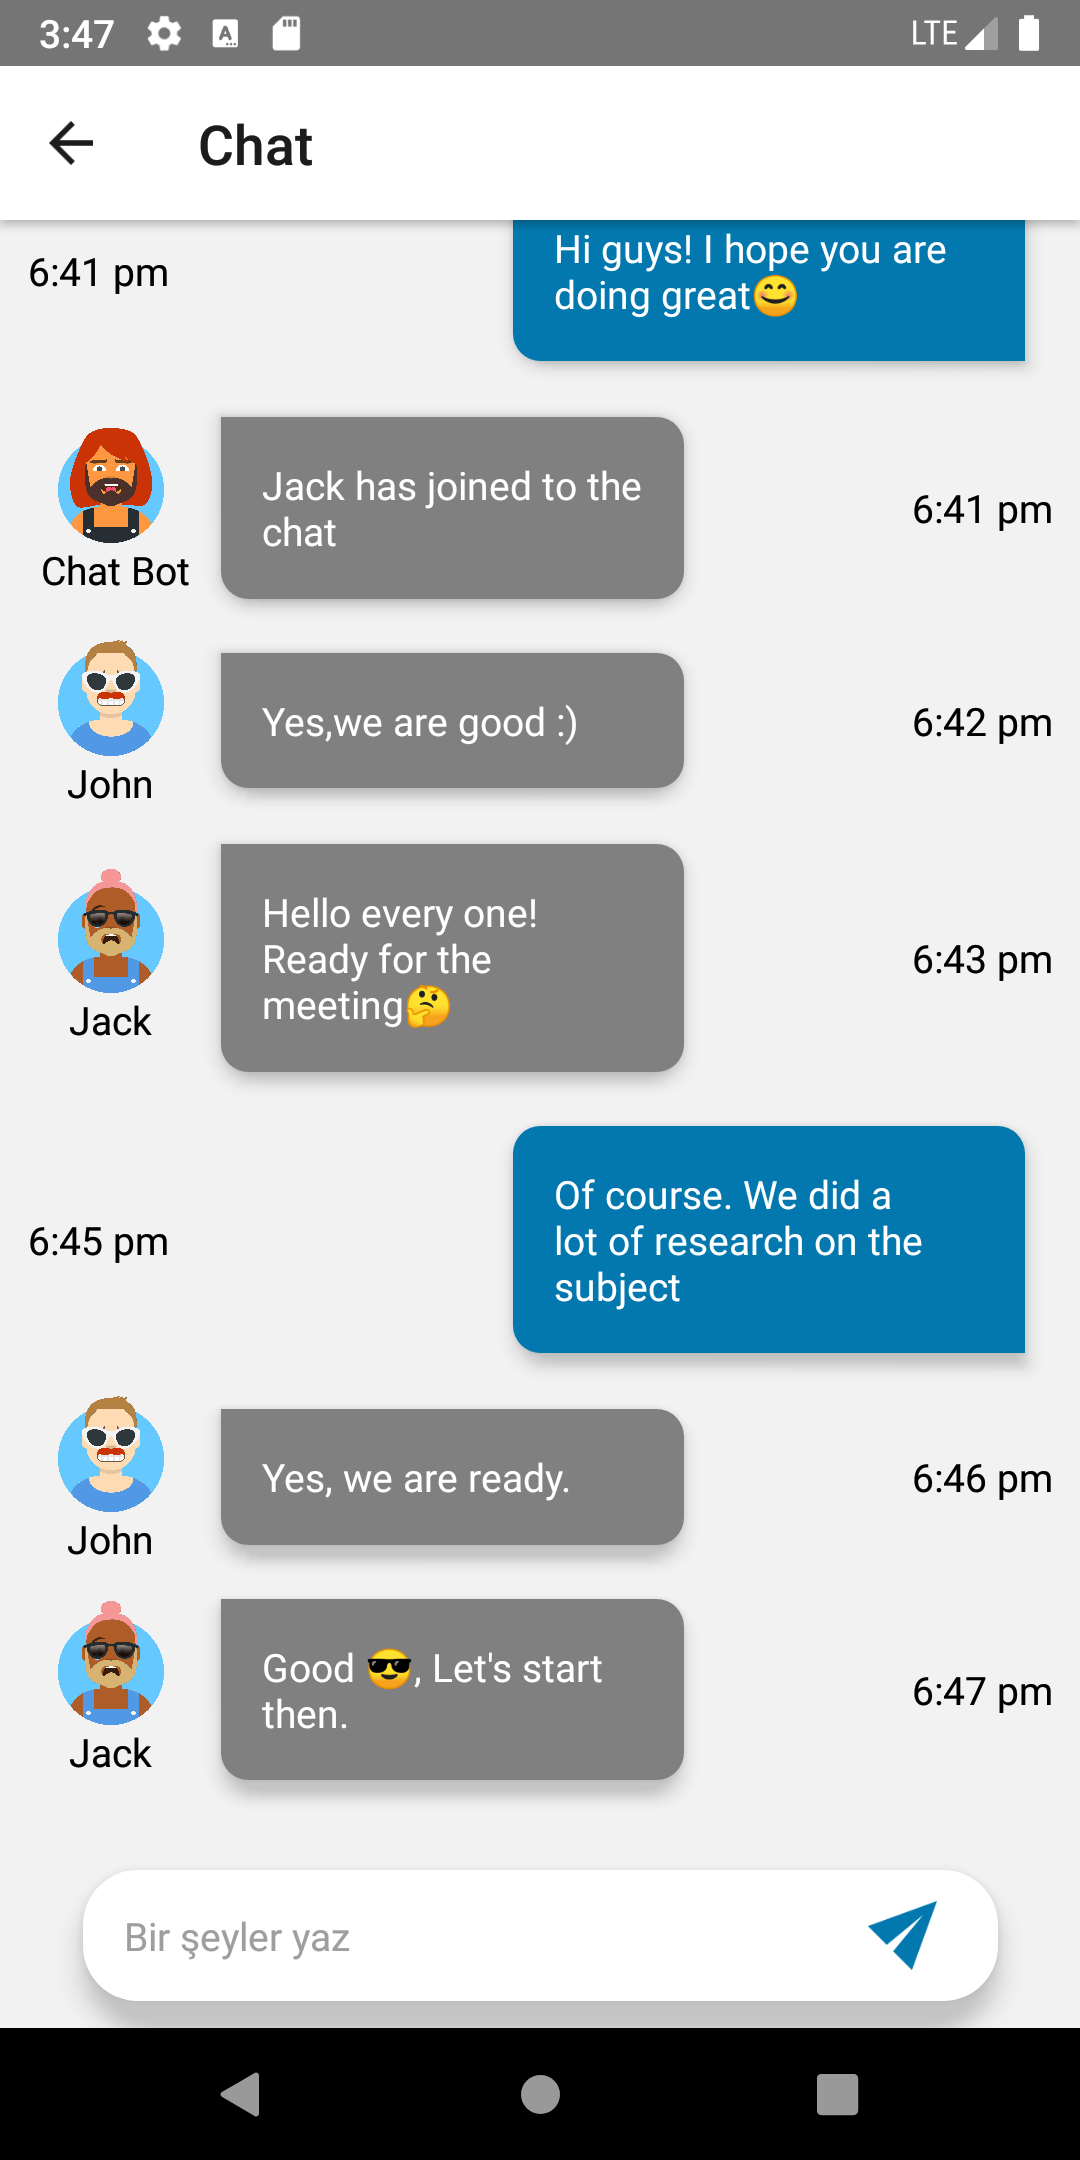 3:47
LTE
Chat
6:41 pm
Hi guys! I hope you are
doing great😊
Jack has joined to the
chat
Chat Bot
6:41 pm
Yes,we are good :)
John
6:42 pm
Hello every one!
Ready for the
meeting🤔
Jack
6:43 pm
6:45 pm
Of course. We did a
lot of research on the
subject
Yes, we are ready.
John
6:46 pm
Good 😎, Let's start
then.
Jack
6:47 pm
Bir şeyler yaz